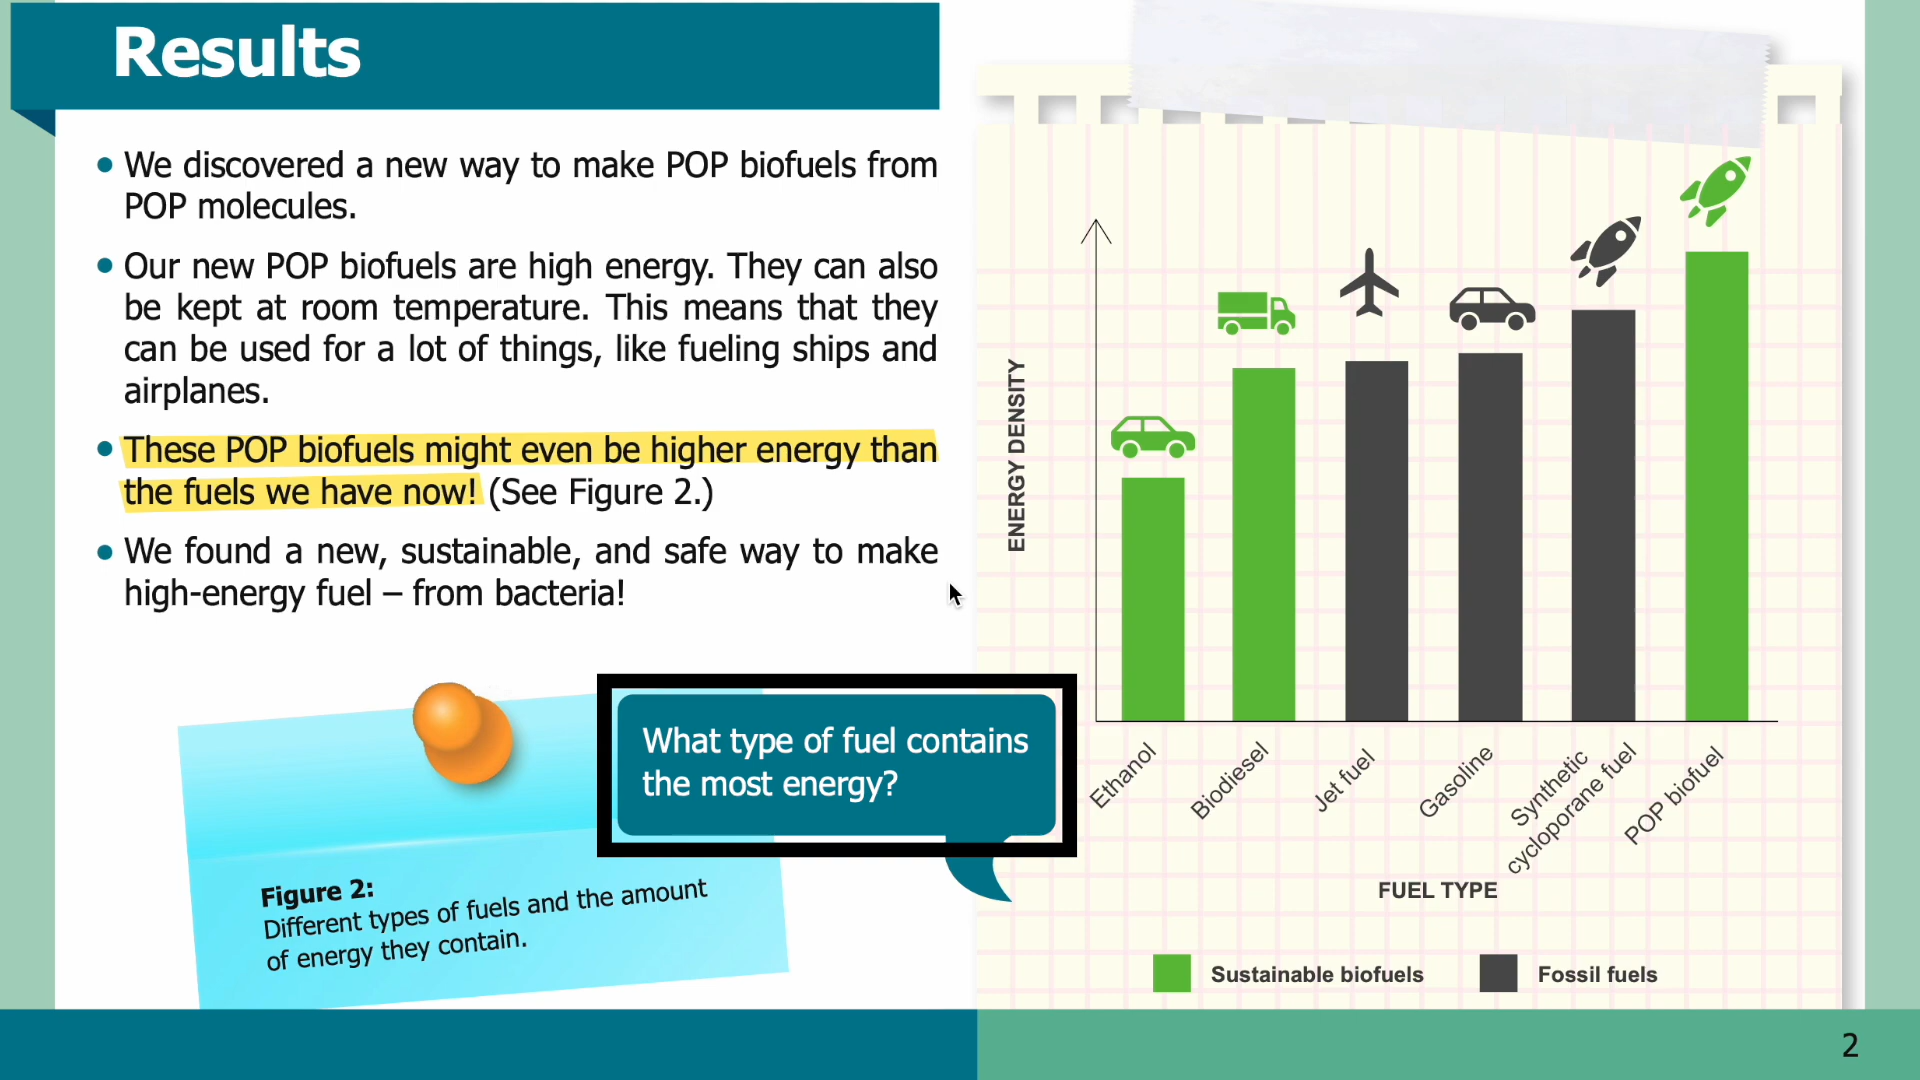 Results
We discovered a new way to make POP biofuels from
POP molecules.
Our new POP biofuels are high energy. They can also
be kept at room temperature. This means that they
can be used for a lot of things, like fueling ships and
airplanes.
These POP biofuels might even be higher energy than
the fuels we have now! (See Figure 2.)
We found a new, sustainable, and safe way to make
high-energy fuel – from bacteria!
What type of fuel contains
the most energy?
Figure 2:
Different types of fuels and the amount
of energy they contain.
ENERGY DENSITY
Ethanol
Biodiesel
Jet fuel
Gasoline
Synthetic
cycloporane fuel
POP biofuel
FUEL TYPE
Sustainable biofuels
Fossil fuels
2